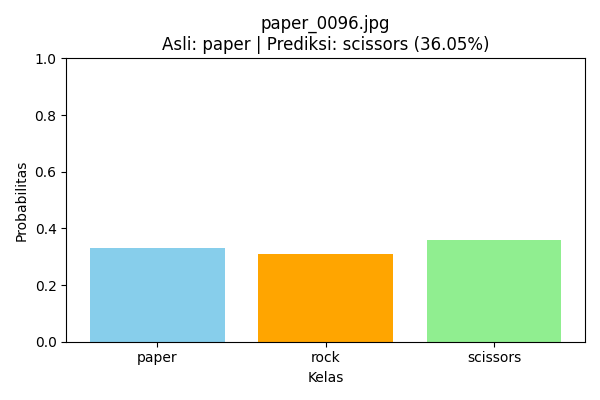 paper_0096.jpg
Asli: paper | Prediksi: scissors (36.05%)
1.0
0.8
0.6
0.4
0.2
0.0
Probabilitas
paper rock scissors
Kelas